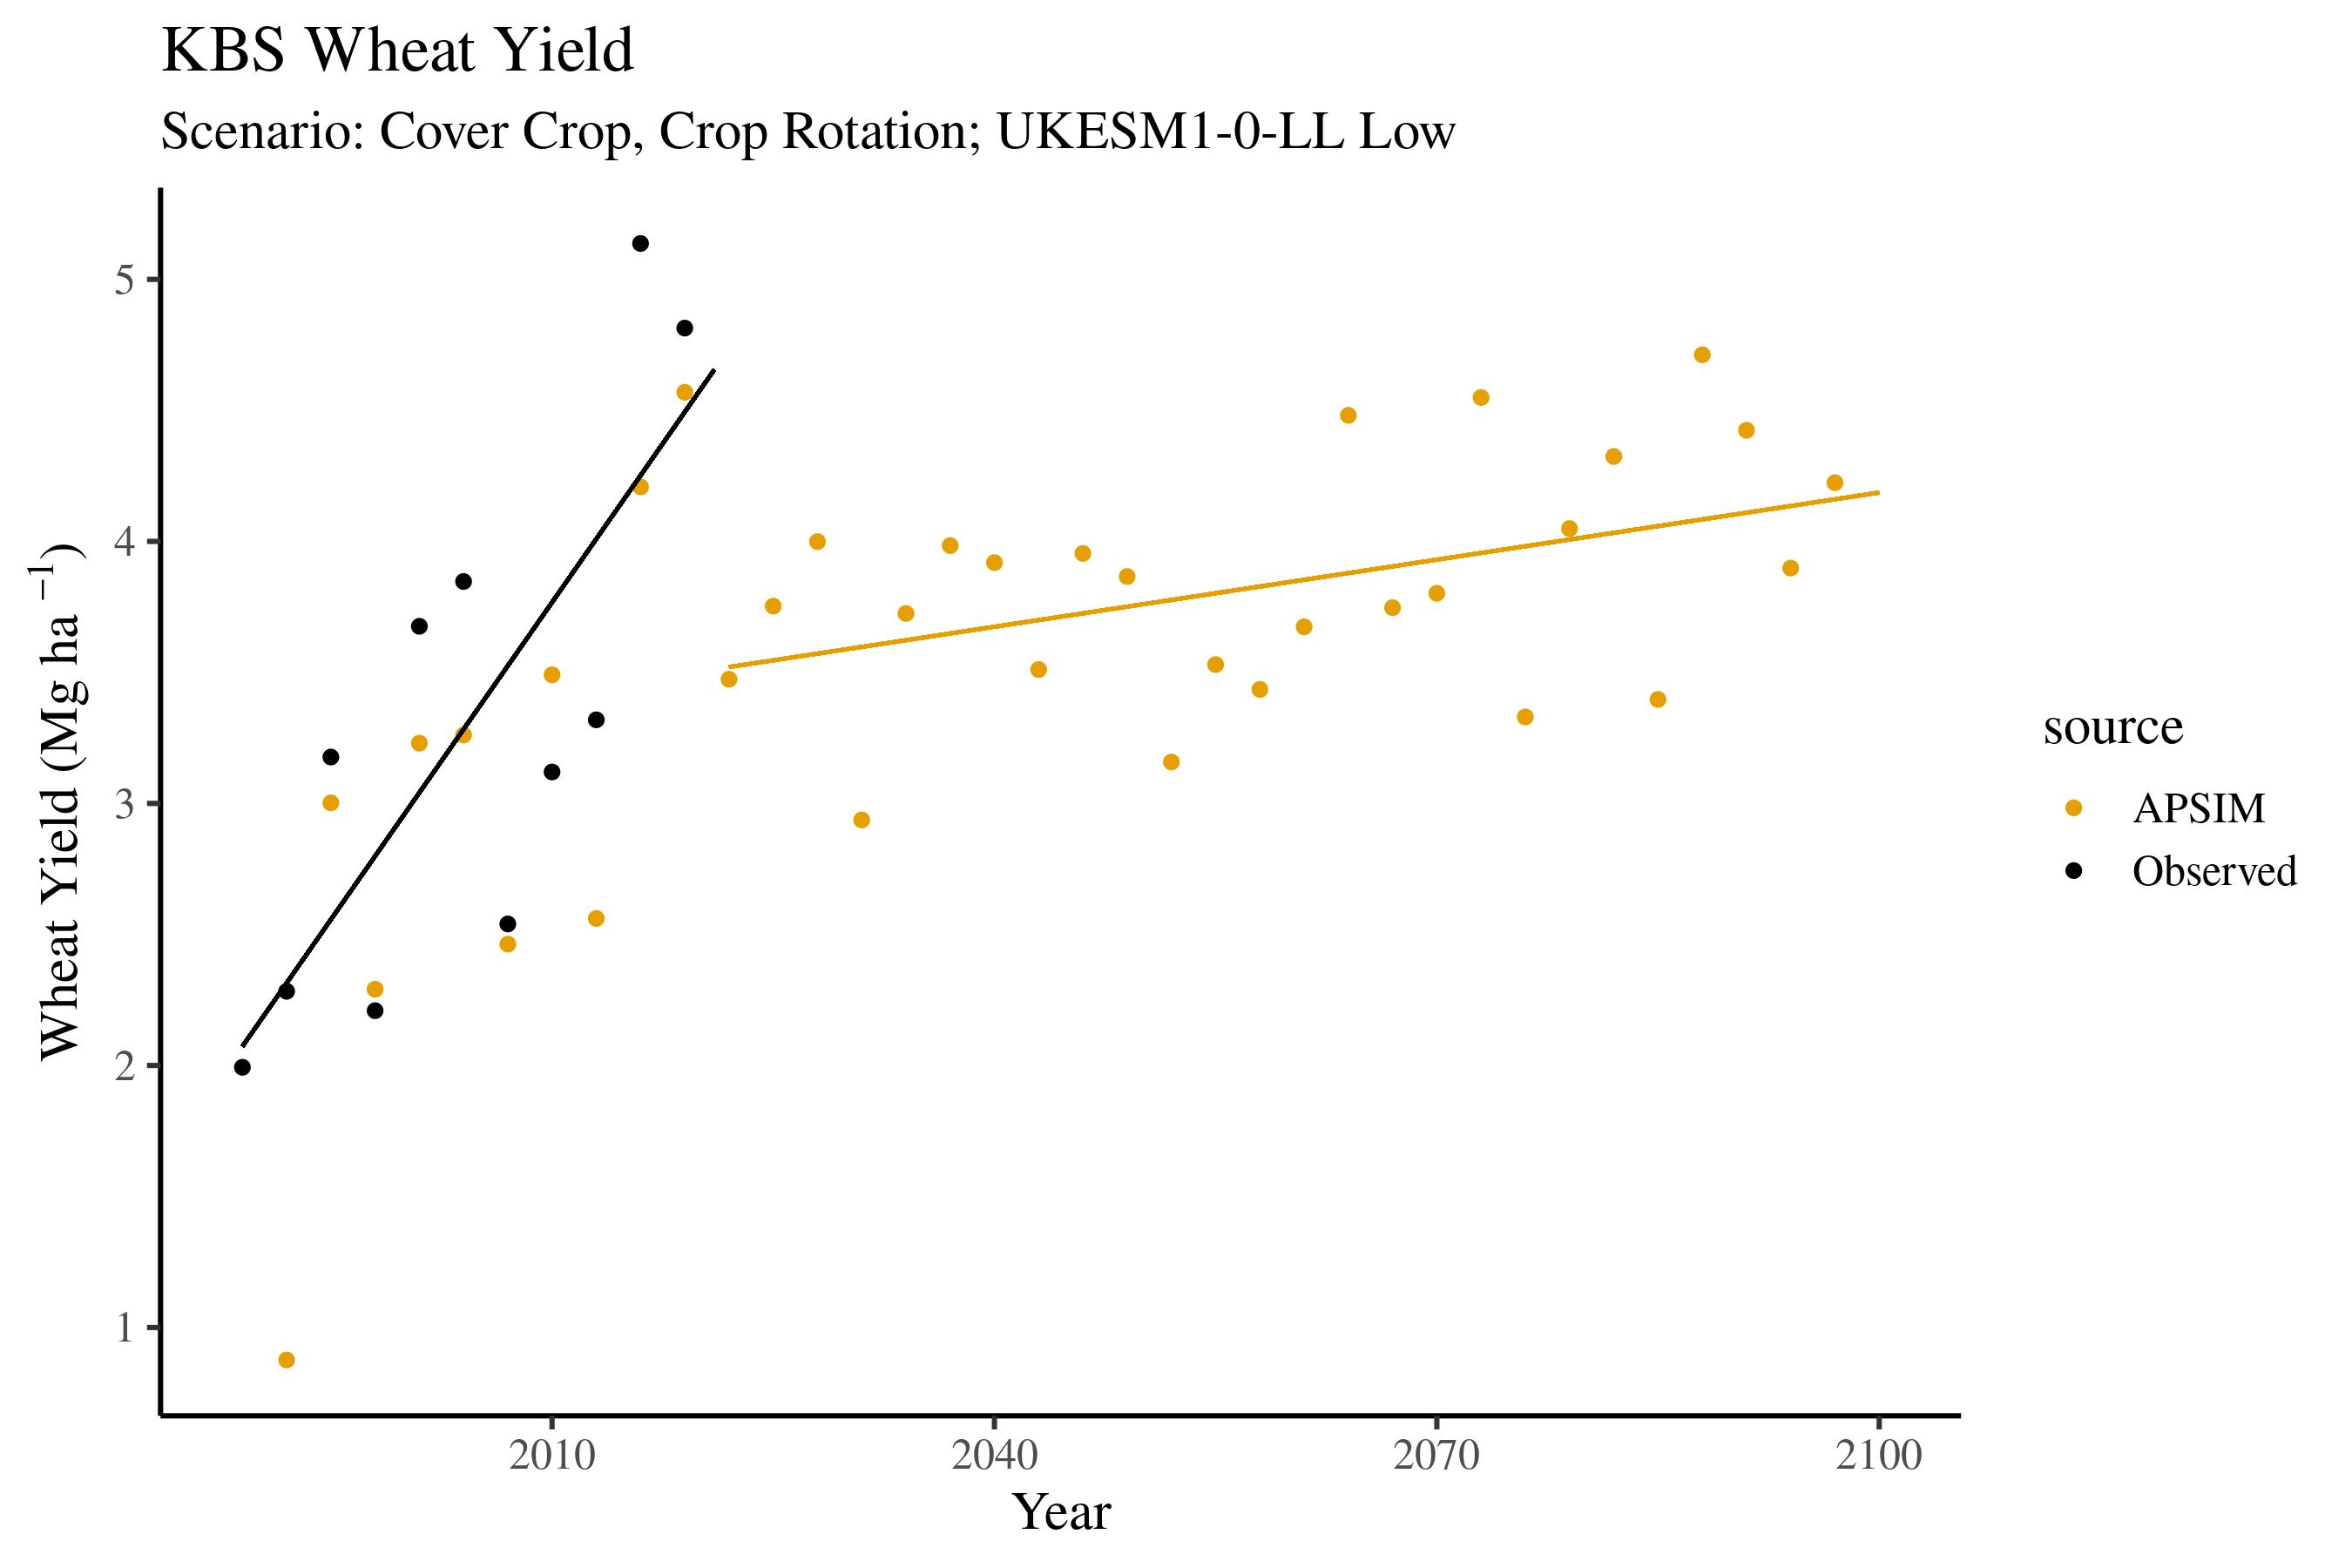 KBS Wheat Yield
Scenario: Cover Crop, Crop Rotation; UKESM1-0-LL Low
Wheat Yield (Mg ha −1)
5
4
3
2
1
2010
2040
2070
2100
Year
source
APSIM
Observed